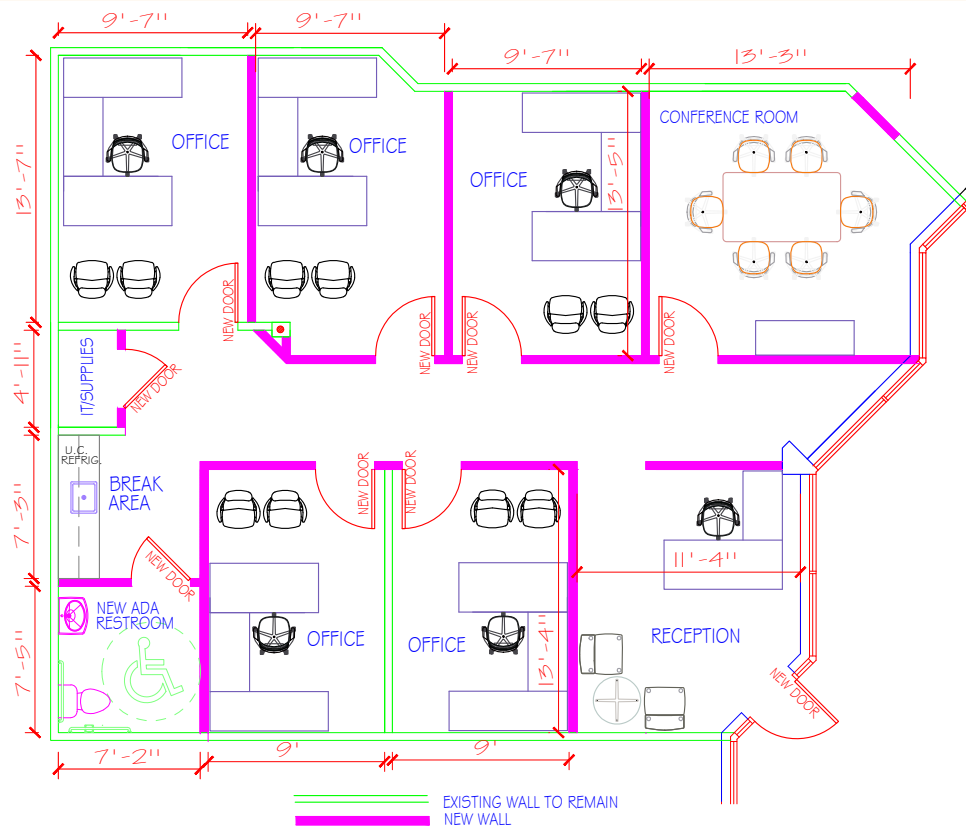 9'-7"
9'-7"
9'-7"
13'-3"
CONFERENCE ROOM
OFFICE
OFFICE
OFFICE
13'-7"
13'-5"
NEW DOOR
NEW DOOR
NEW DOOR
NEW DOOR
4'-11"
IT/SUPPLIES
NEW DOOR
U.C.
REFRIG.
BREAK
AREA
7'-3"
NEW DOOR
NEW DOOR
NEW DOOR
11'-4"
NEW ADA
RESTROOM
OFFICE
OFFICE
RECEPTION
13'-4"
7'-5"
NEW DOOR
7'-2"
9'
9'
EXISTING WALL TO REMAIN
NEW WALL